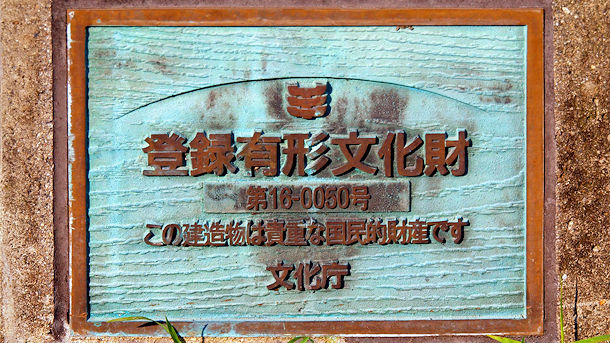 登録有形文化財
第16-0050号
この建造物は貴重な国民的財産です
文化庁